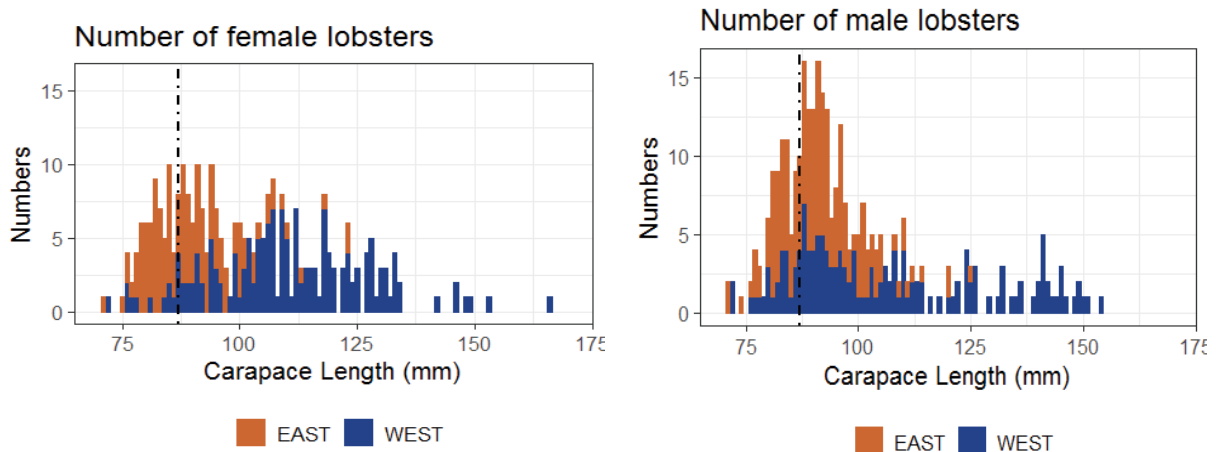 Number of female lobsters
15
10
5
0
Numbers
75 100 125 150 175
Carapace Length (mm)
EAST WEST
Number of male lobsters
15
10
5
0
Numbers
75 100 125 150 175
Carapace Length (mm)
EAST WEST